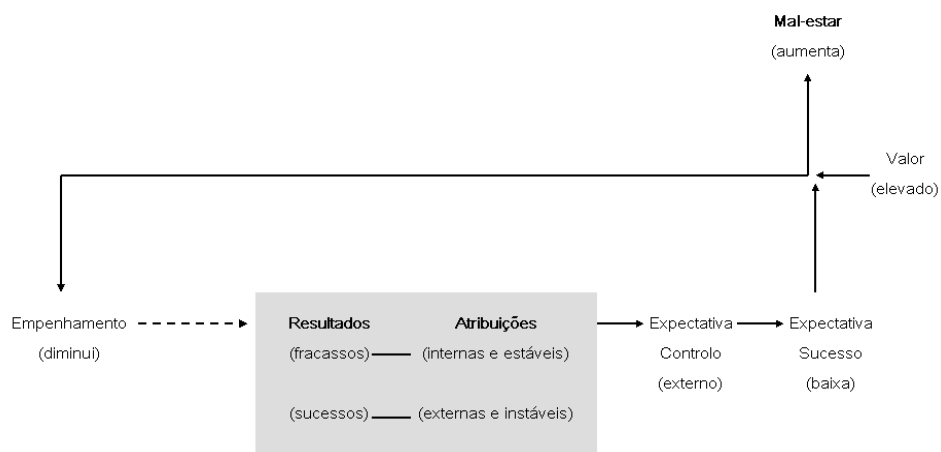 Mal-estar
(aumenta)
Valor
(elevado)
Empenhamento
(diminui)
Resultados
Atribuições
(fracassos)
(internas e estáveis)
(sucessos)
(externas e instáveis)
Expectativa
Controlo
(externo)
Expectativa
Sucesso
(baixa)